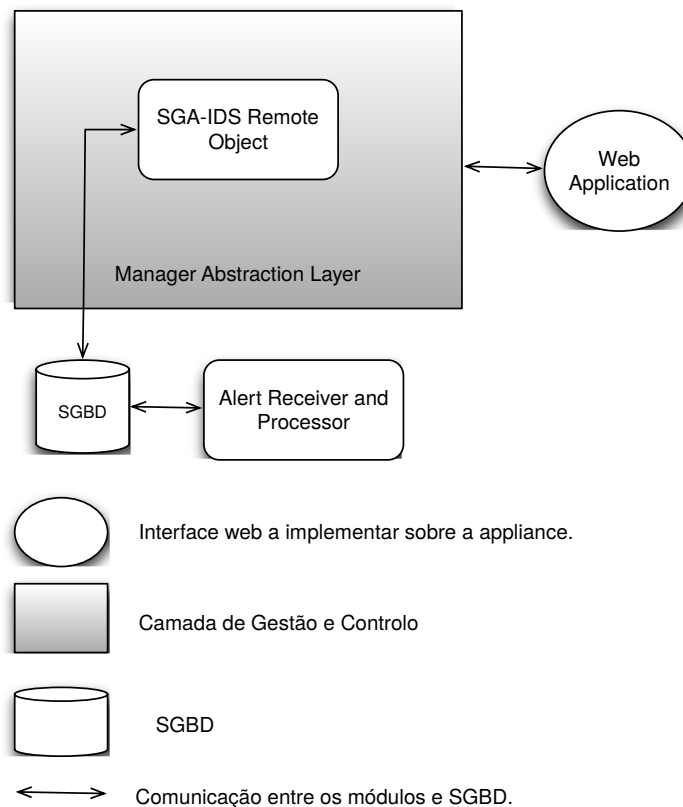 SGA-IDS Remote
Object
Web
Application
Manager Abstraction Layer
SGBD
Alert Receiver and
Processor
Interface web a implementar sobre a appliance.
Camada de Gestão e Controlo
SGBD
Comunicação entre os módulos e SGBD.